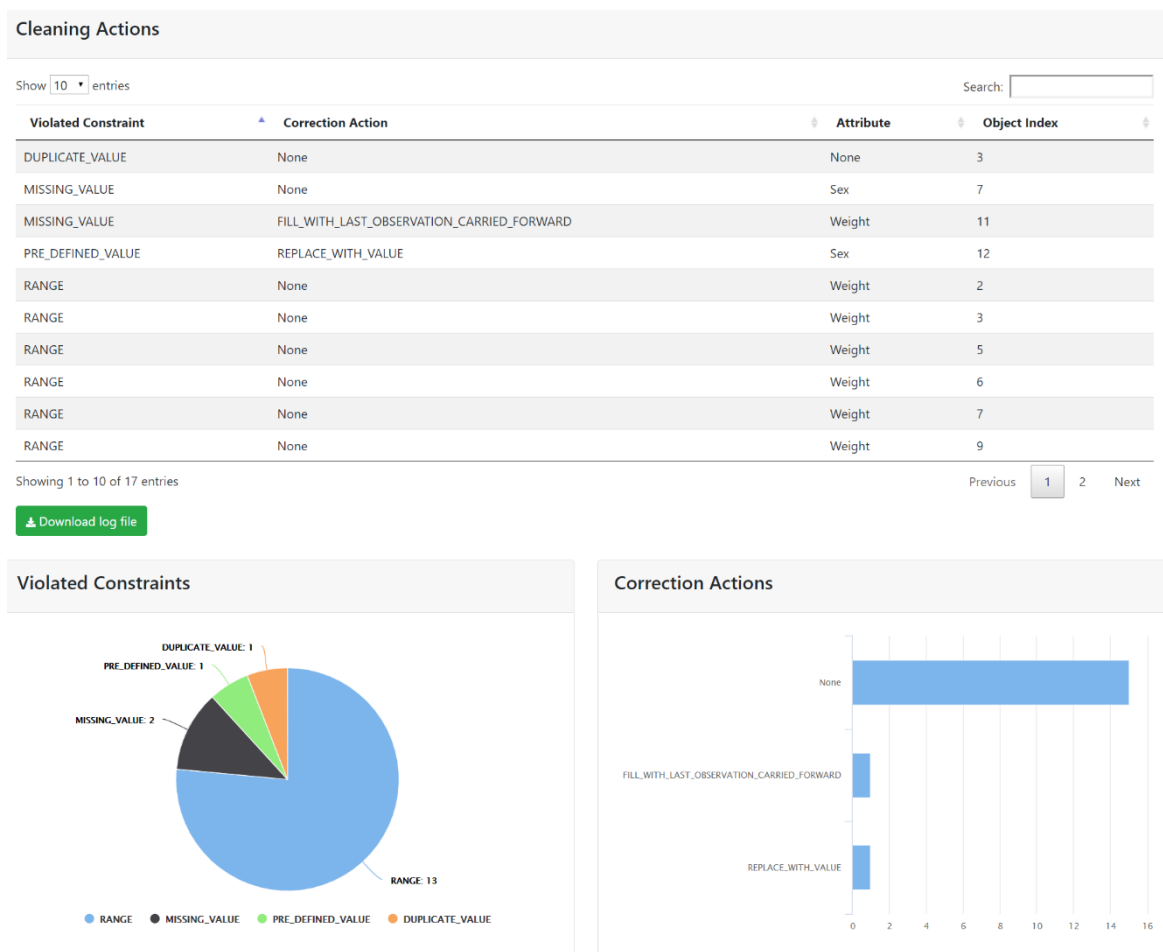 Cleaning Actions
Show 10 entries Search:
Violated Constraint Correction Action Attribute Object Index
DUPLICATE_VALUE None None 3
MISSING_VALUE None Sex 7
MISSING_VALUE FILL_WITH_LAST_OBSERVATION_CARRIED_FORWARD Weight 11
PRE_DEFINED_VALUE REPLACE_WITH_VALUE Sex 12
RANGE None Weight 2
RANGE None Weight 3
RANGE None Weight 5
RANGE None Weight 6
RANGE None Weight 7
RANGE None Weight 9
Showing 1 to 10 of 17 entries Previous 1 2 Next
Download log file
Violated Constraints
DUPLICATE_VALUE: 1
PRE_DEFINED_VALUE: 1
MISSING_VALUE: 2
RANGE: 13
RANGE MISSING_VALUE PRE_DEFINED_VALUE DUPLICATE_VALUE
Correction Actions
None
FILL_WITH_LAST_OBSERVATION_CARRIED_FORWARD
REPLACE_WITH_VALUE
0 2 4 6 8 10 12 14 16